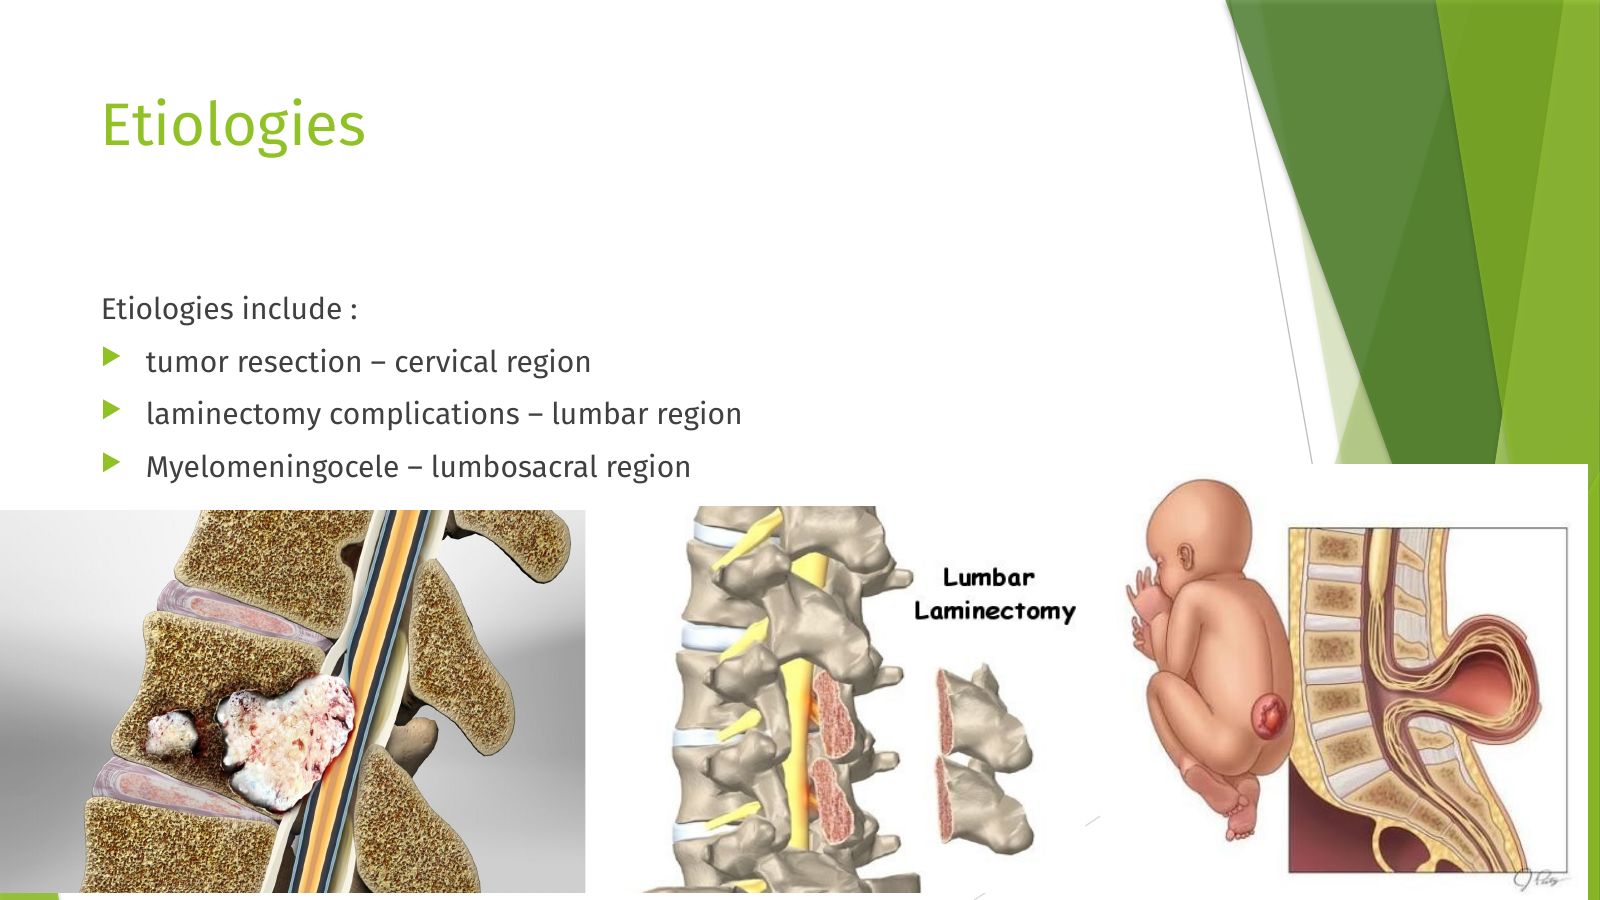 Etiologies
Etiologies include :
tumor resection – cervical region
laminectomy complications – lumbar region
Myelomeningocele – lumbosacral region
Lumbar
Laminectomy